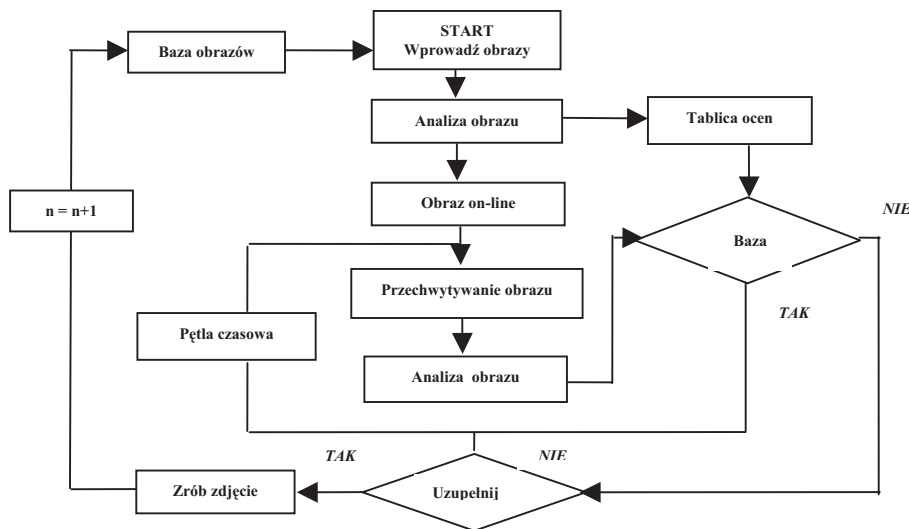 START
Wprowadź obrazy
Baza obrazów
Analiza obrazu
Tablica ocen
n = n+1
Obraz on-line
NIE
Baza
Przechwytywanie obrazu
TAK
Pętla czasowa
Analiza obrazu
TAK
NIE
Zrób zdjęcie
Uzupełnij